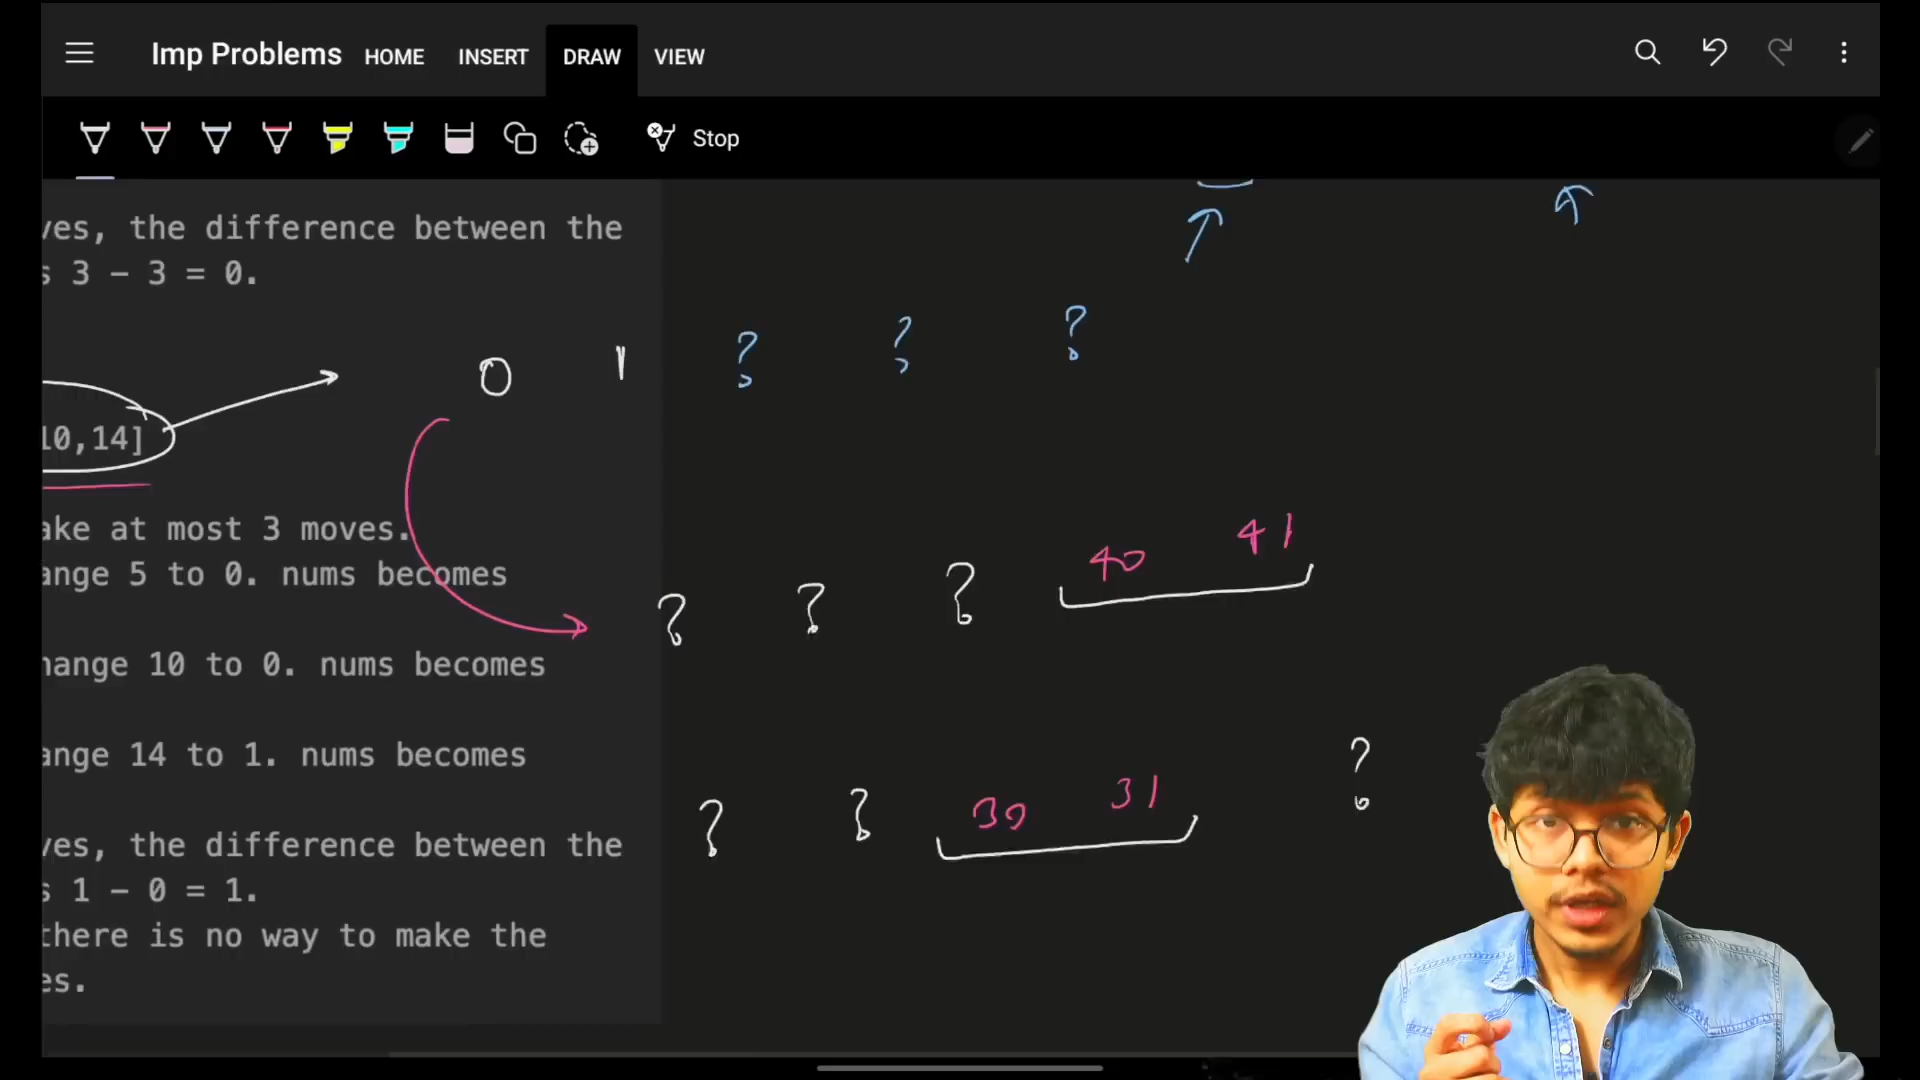 Imp Problems HOME INSERT DRAW VIEW
Stop
ves, the difference between the
s 3 - 3 = 0.
0 1 ? ? ?
10,14]
ake at most 3 moves.
ange 5 to 0. nums becomes
? ? ? 40 41
hange 10 to 0. nums becomes
ange 14 to 1. nums becomes
? ? 30 31 ?
ves, the difference between the
s 1 - 0 = 1.
there is no way to make the
es.